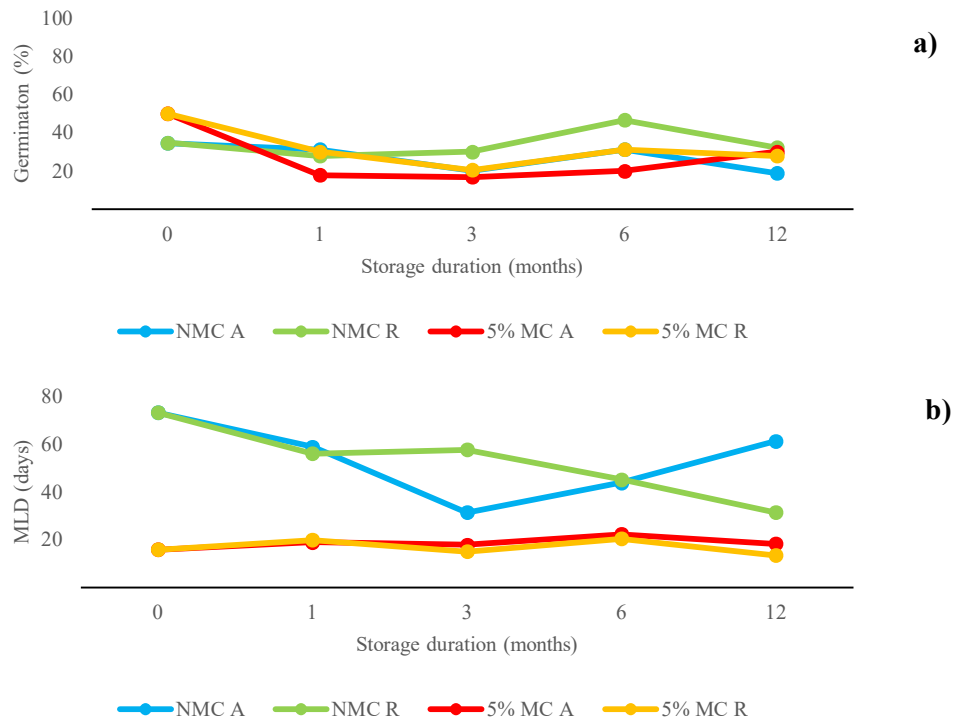 100
80
60
40
20
Germinaton (%)
a)
0 1 3 6 12
Storage duration (months)
NMC A NMC R 5% MC A 5% MC R
80
60
40
20
MLD (days)
b)
0 1 3 6 12
Storage duration (months)
NMC A NMC R 5% MC A 5% MC R